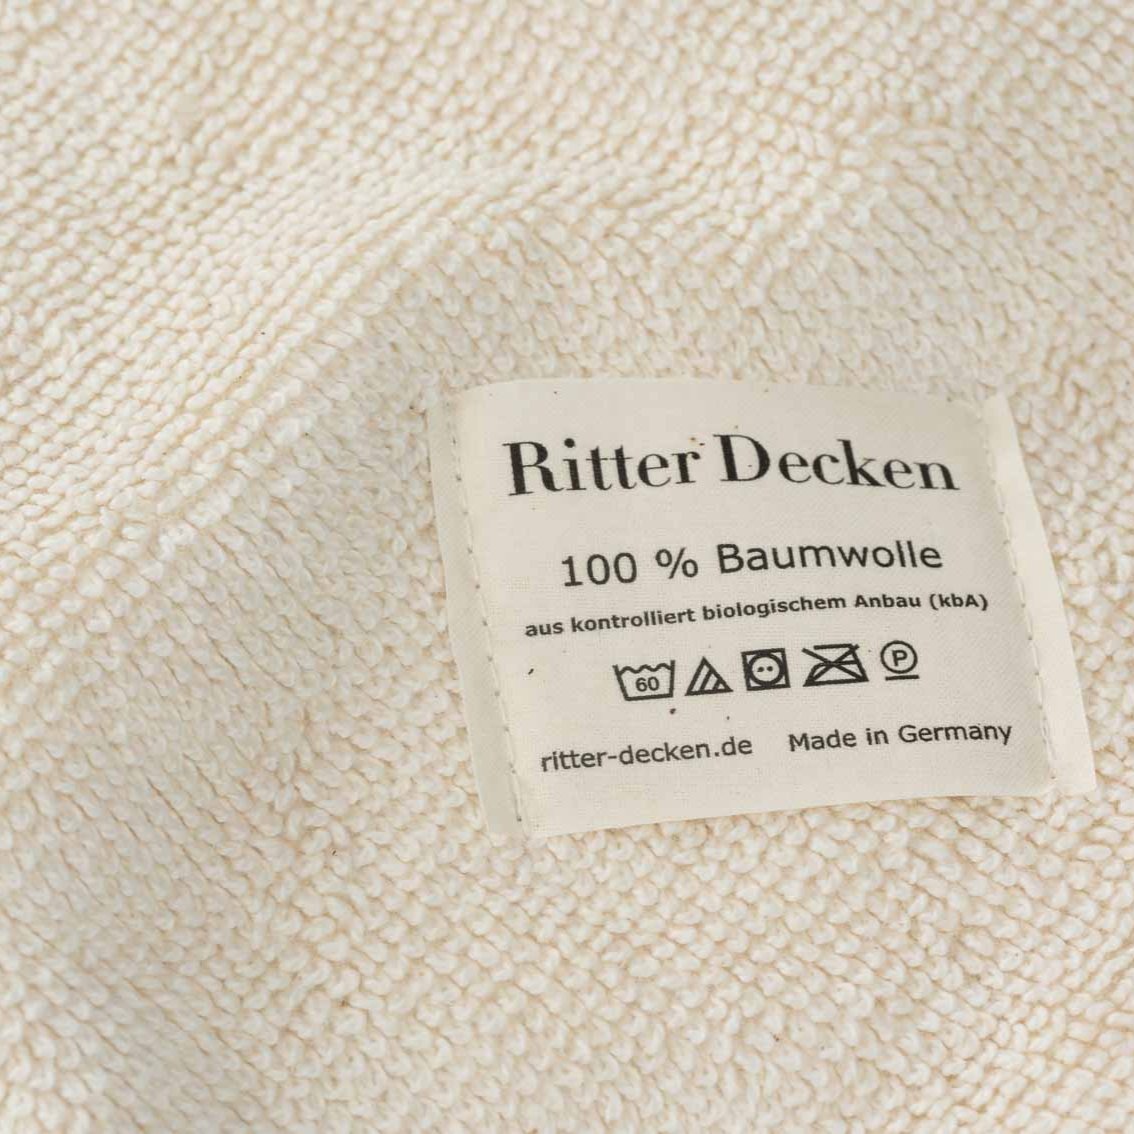 Ritter Decken
100 % Baumwolle
aus kontrolliert biologischem Anbau (kbA)
60 P
ritter-decken.de Made in Germany